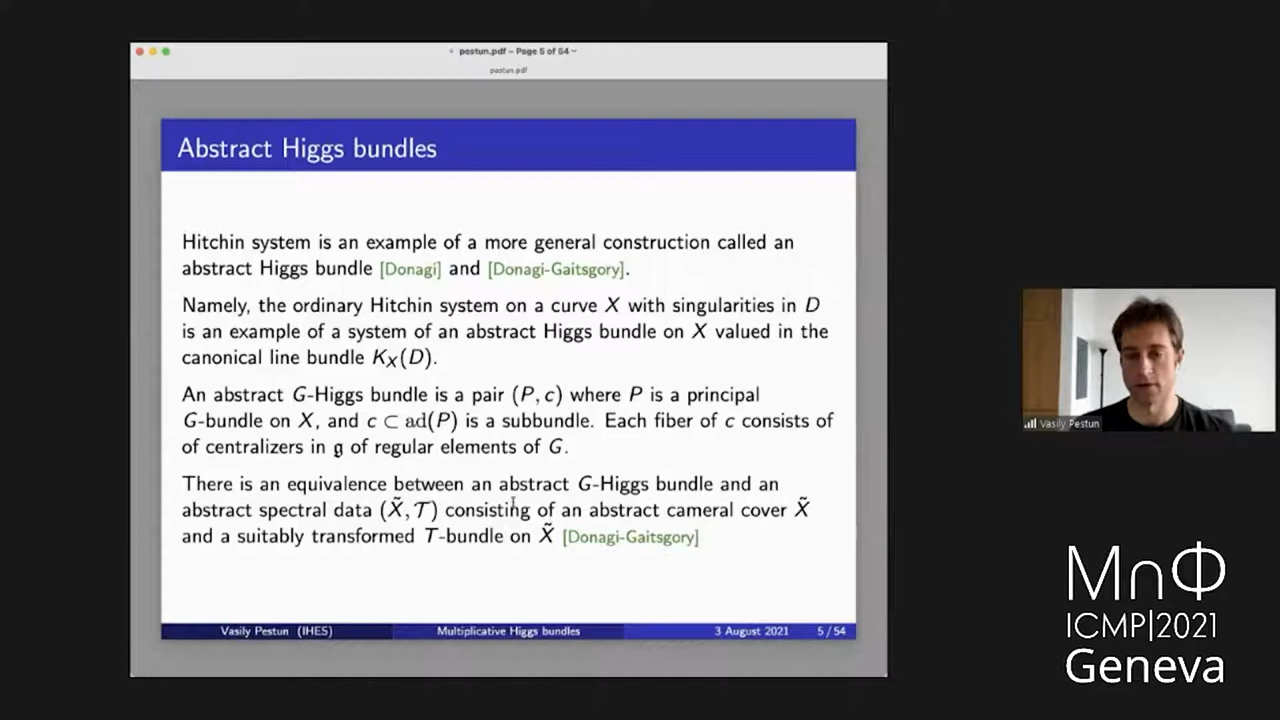 pestun.pdf – Page 5 of 54
pestun.pdf
Abstract Higgs bundles
Hitchin system is an example of a more general construction called an
abstract Higgs bundle [Donagi] and [Donagi-Gaitsgory].
Namely, the ordinary Hitchin system on a curve X with singularities in D
is an example of a system of an abstract Higgs bundle on X valued in the
canonical line bundle K_X(D).
An abstract G-Higgs bundle is a pair (P, c) where P is a principal
G-bundle on X, and c ⊂ ad(P) is a subbundle. Each fiber of c consists of
of centralizers in 𝔤 of regular elements of G.
There is an equivalence between an abstract G-Higgs bundle and an
abstract spectral data (X̃, 𝒯) consisting of an abstract cameral cover X̃
and a suitably transformed T-bundle on X̃ [Donagi-Gaitsgory]
Vasily Pestun (IHES) Multiplicative Higgs bundles 3 August 2021 5 / 54
Vasily Pestun
M∩Φ
ICMP|2021
Geneva